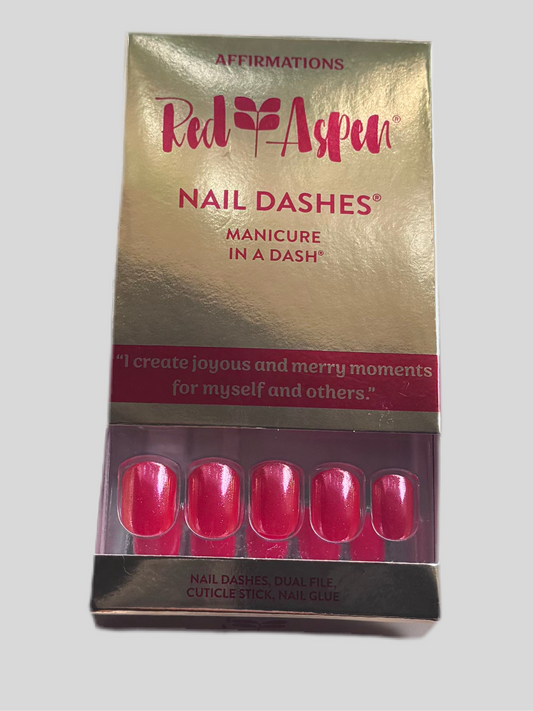 AFFIRMATIONS
Red Aspen®
NAIL DASHES®
MANICURE
IN A DASH®
“I create joyous and merry moments
for myself and others.”
NAIL DASHES, DUAL FILE,
CUTICLE STICK, NAIL GLUE